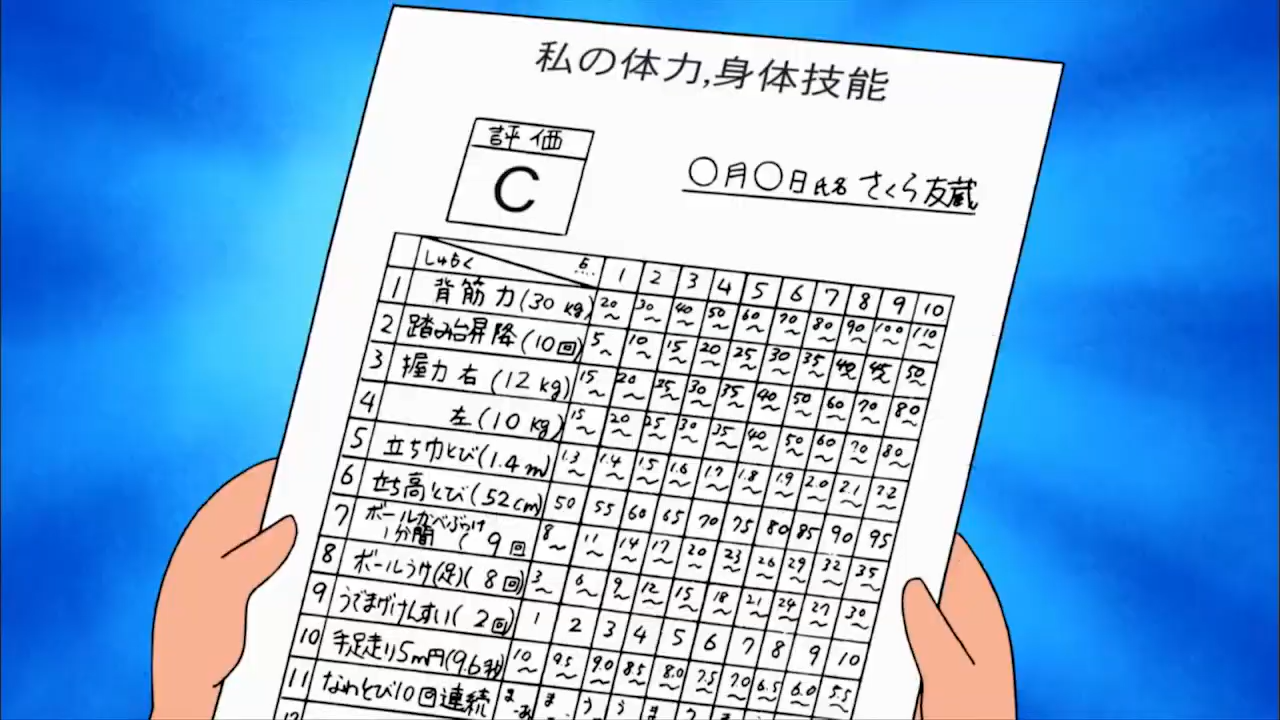 私の体力,身体技能
評価
C
〇月〇日 氏名 さくら友蔵
しゅもく 1 2 3 4 5 6 7 8 9 10
1 背筋力(30kg) 20~ 30~ 40~ 50~ 60~ 70~ 80~ 90~ 100~ 110~
2 踏み台昇降(10回) 5~ 10~ 15~ 20~ 25~ 30~ 35~ 40~ 45~ 50~
3 握力右(12kg) 15~ 20~ 25~ 30~ 35~ 40~ 50~ 60~ 70~ 80~
4 左(10kg) 15~ 20~ 25~ 30~ 35~ 40~ 50~ 60~ 70~ 80~
5 立ち巾とび(1.4m) 1.3~ 1.4~ 1.5~ 1.6~ 1.7~ 1.8~ 1.9~ 2.0~ 2.1~ 2.2~
6 立ち高とび(52cm) 50 55 60 65 70 75 80 85 90 95
7 ボールかべぶつけ
1分間( 9回 8~ 11~ 14~ 17~ 20~ 23~ 26~ 29~ 32~ 35~
8 ボールうけ(足)(8回) 3~ 6~ 9~ 12~ 15~ 18~ 21~ 24~ 27~ 30~
9 うでまげけんすい(2回) 1 2 3 4 5 6 7 8 9 10
10 手足走り5m円(9.6秒) 10~ 9.5~ 9.0~ 8.5~ 8.0~ 7.5~ 7.0~ 6.5~ 6.0~ 5.5~
11 なわとび10回連続